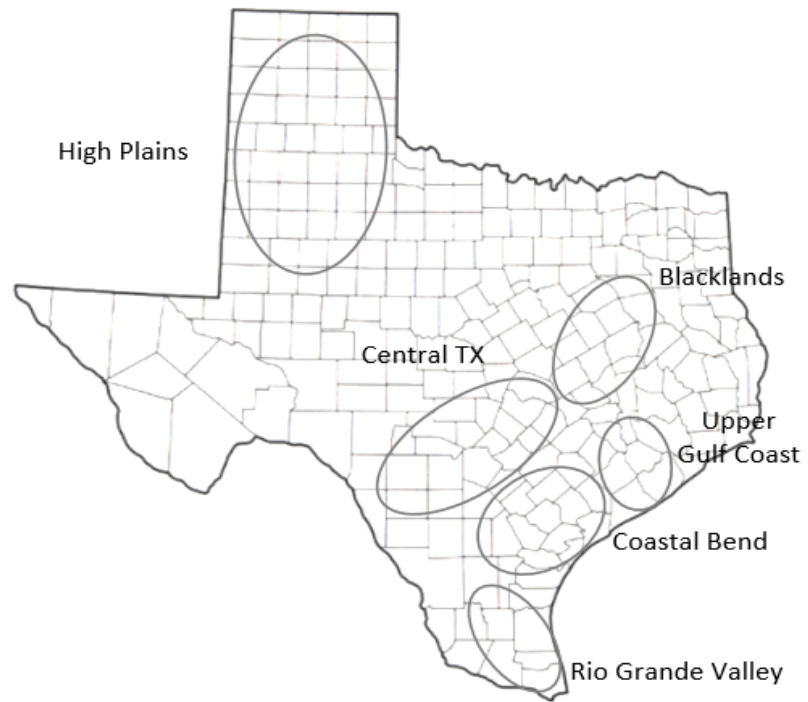 High Plains
Blacklands
Central TX
Upper
Gulf Coast
Coastal Bend
Rio Grande Valley